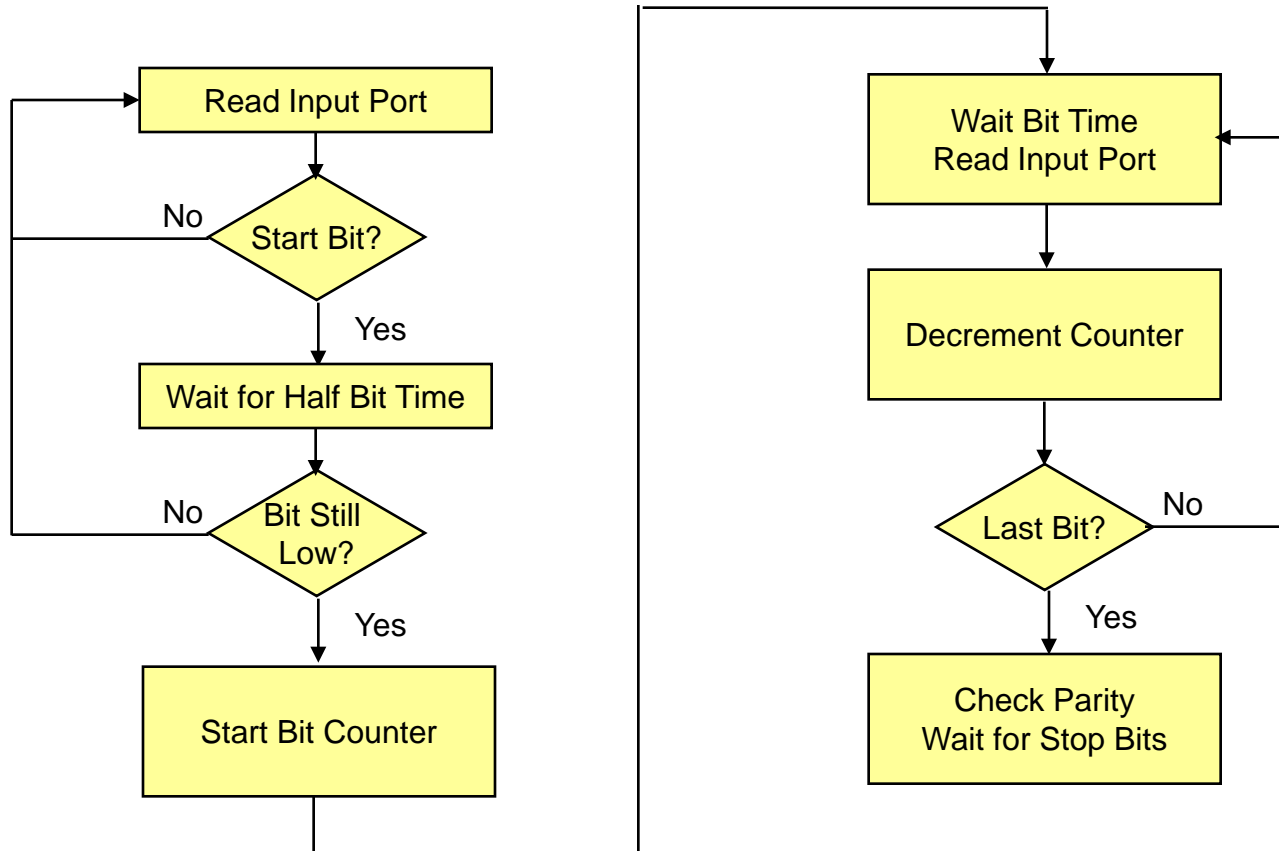 Read Input Port
No
Start Bit?
Yes
Wait for Half Bit Time
No
Bit Still
Low?
Yes
Start Bit Counter
Wait Bit Time
Read Input Port
Decrement Counter
Last Bit?
No
Yes
Check Parity
Wait for Stop Bits